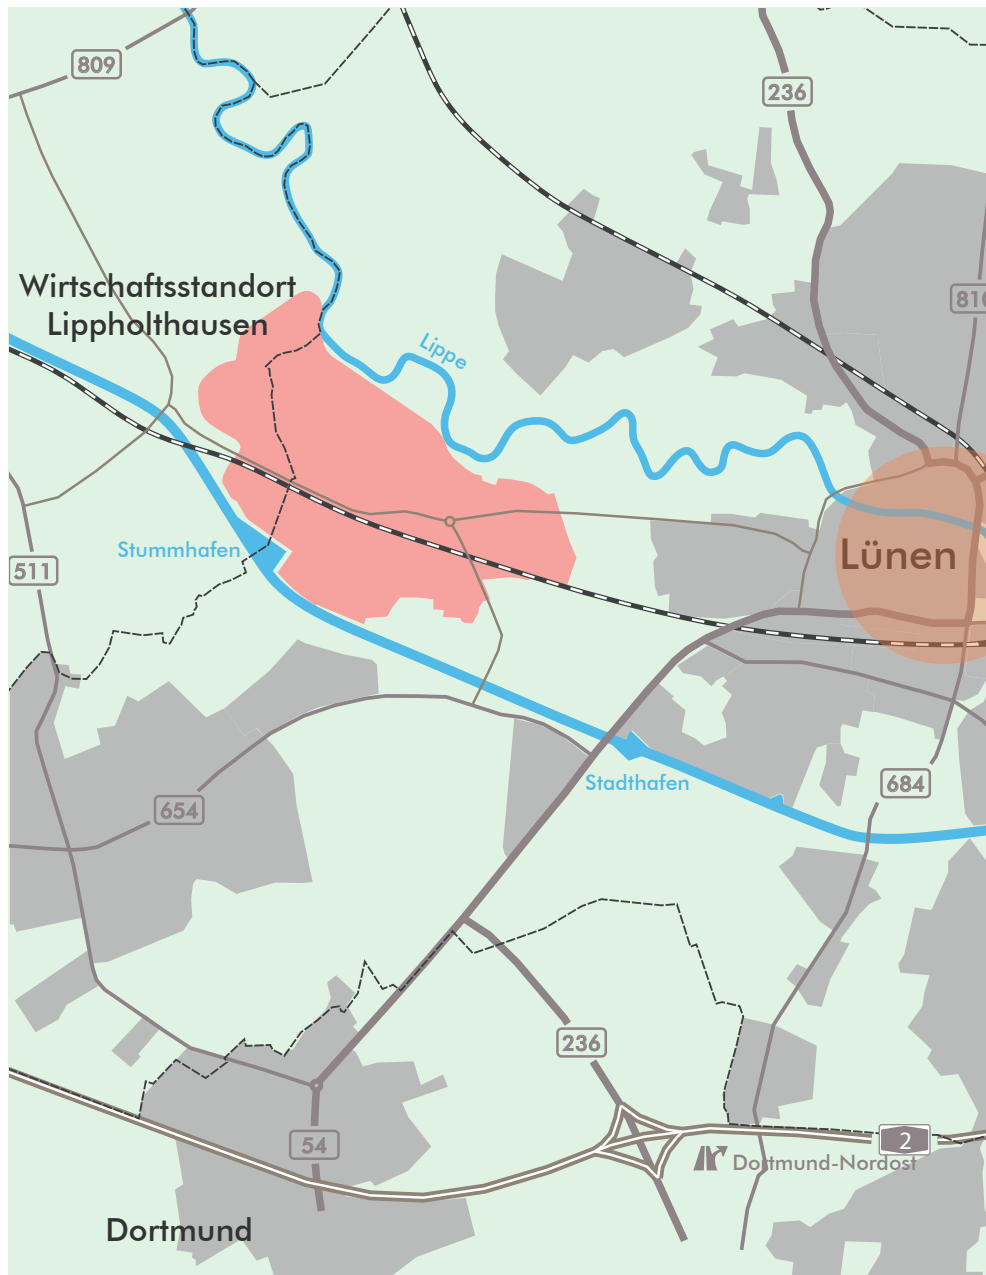 809
236
Wirtschaftsstandort
Lippholthausen
810
Lippe
Stummhafen
Lünen
511
Stadthafen
684
654
236
54
2
Dortmund-Nordost
Dortmund